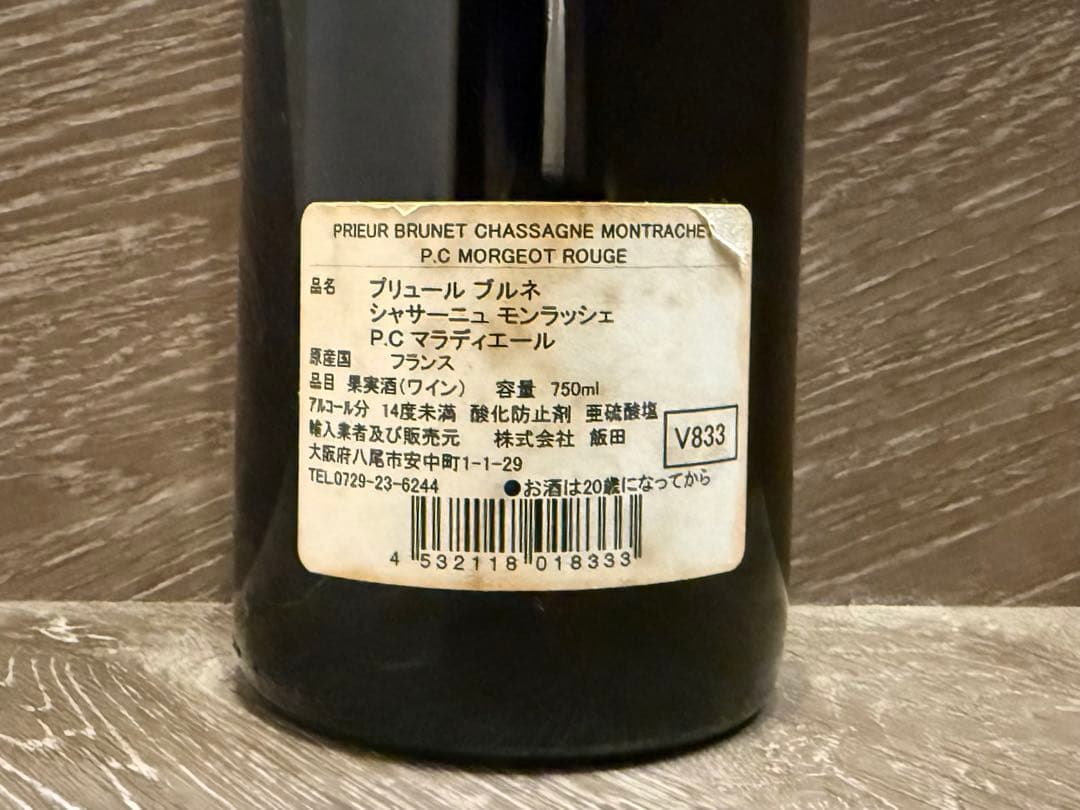 PRIEUR BRUNET CHASSAGNE MONTRACHE
P.C MORGEOT ROUGE
品名 プリュール ブルネ
シャサーニュ モンラッシェ
P.C マラディエール
原産国 フランス
品目 果実酒(ワイン) 容量 750ml
アルコール分 14度未満 酸化防止剤 亜硫酸塩
輸入業者及び販売元 株式会社 飯田
V833
大阪府八尾市安中町1-1-29
TEL.0729-23-6244 ●お酒は20歳になってから
4 532118 018333